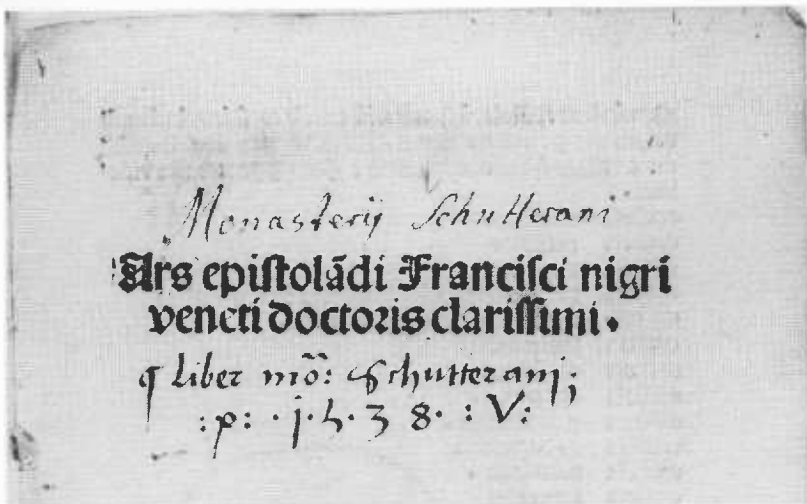 Monasterij Schutterani
Ars epistolādi Francisci nigri
veneti doctoris clarissimi.
¶ Liber mō: Schutteranj;
:p: ·j·5·3 8· : V: